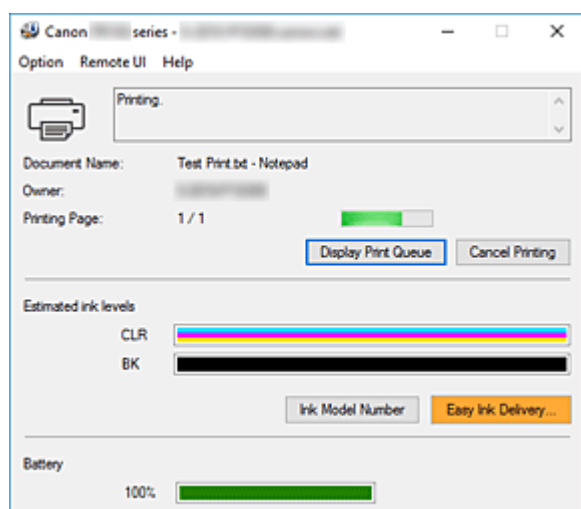 Canon series -
Option Remote UI Help
Printing.
Document Name: Test Print.txt - Notepad
Owner:
Printing Page: 1 / 1
Display Print Queue Cancel Printing
Estimated ink levels
CLR
BK
Ink Model Number Easy Ink Delivery...
Battery
100%